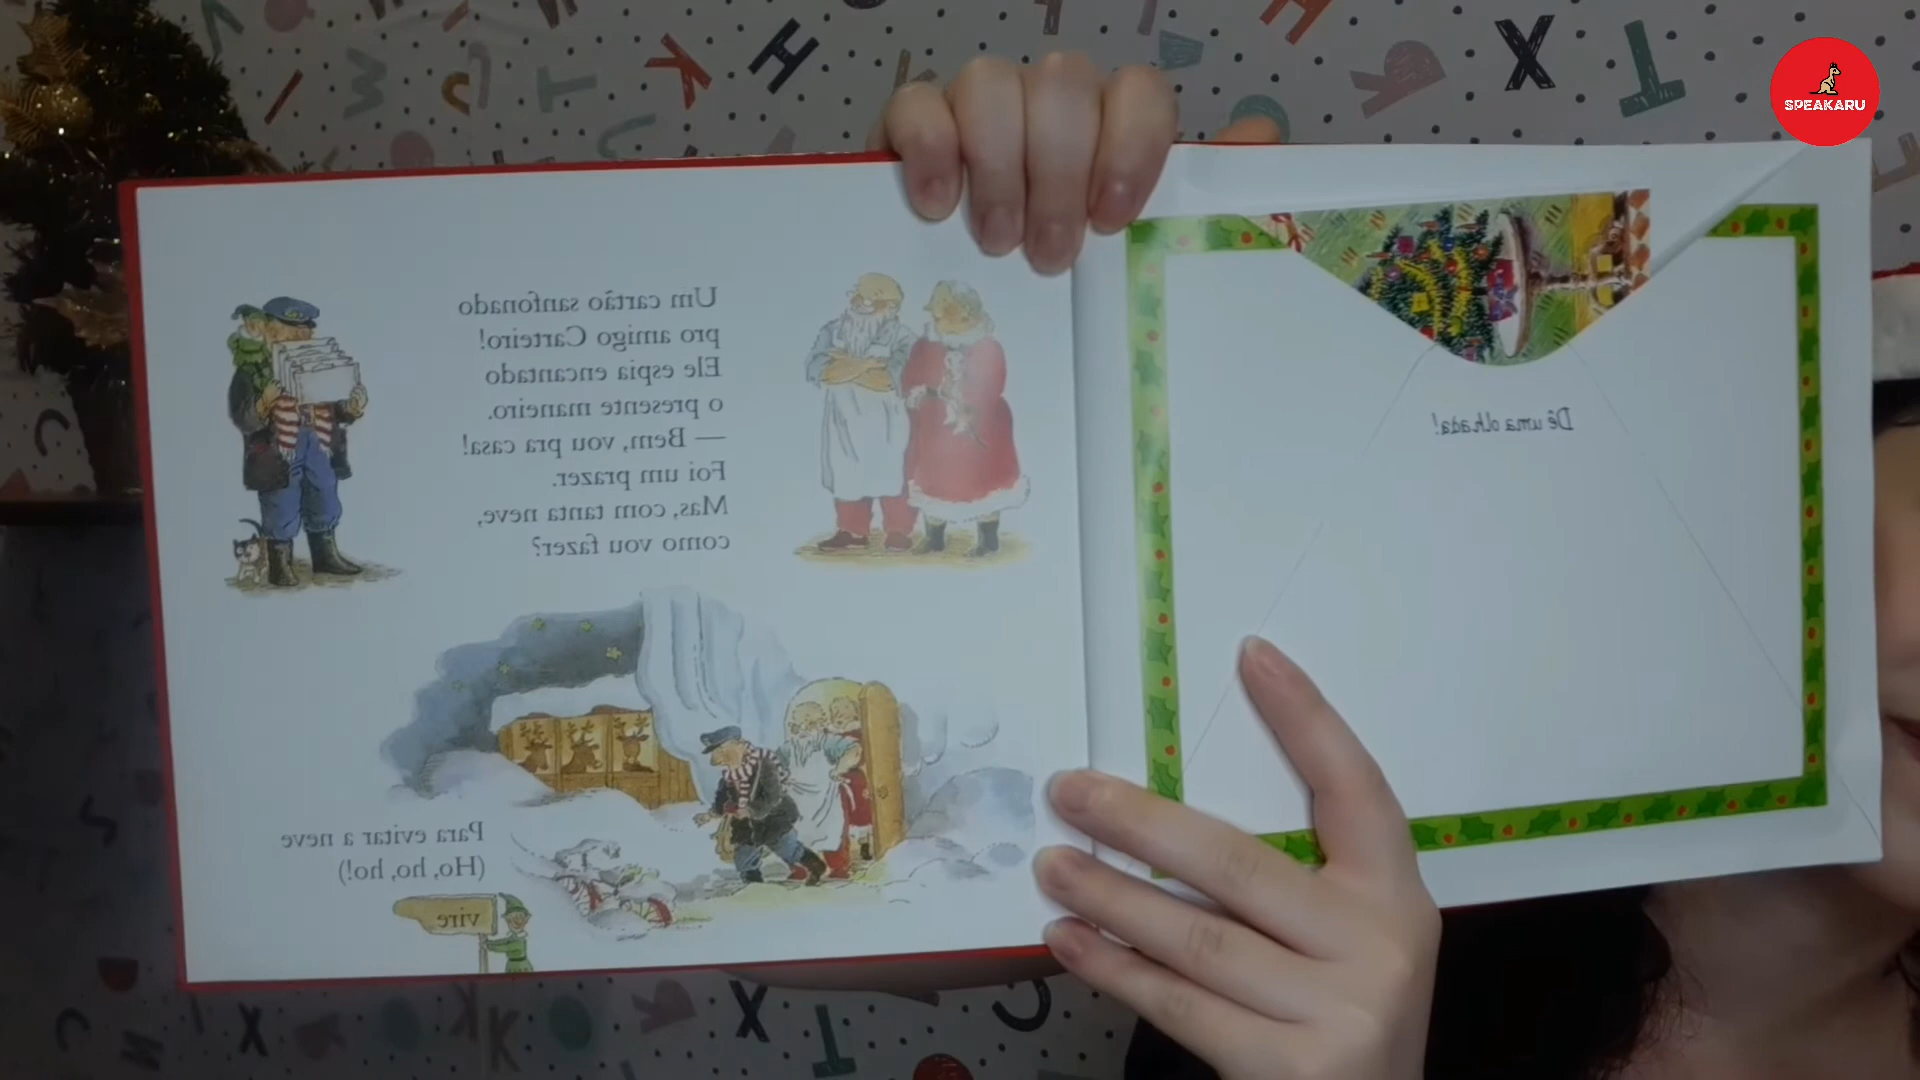 Um cartão sanfonado
pro amigo Carteiro!
Ele espia encantado
o presente maneiro.
— Bem, vou pra casa!
Foi um prazer.
Mas, com tanta neve,
como vou fazer?
Para evitar a neve
(Ho, ho, ho!)
vire
Dê uma olhada!
SPEAKARU